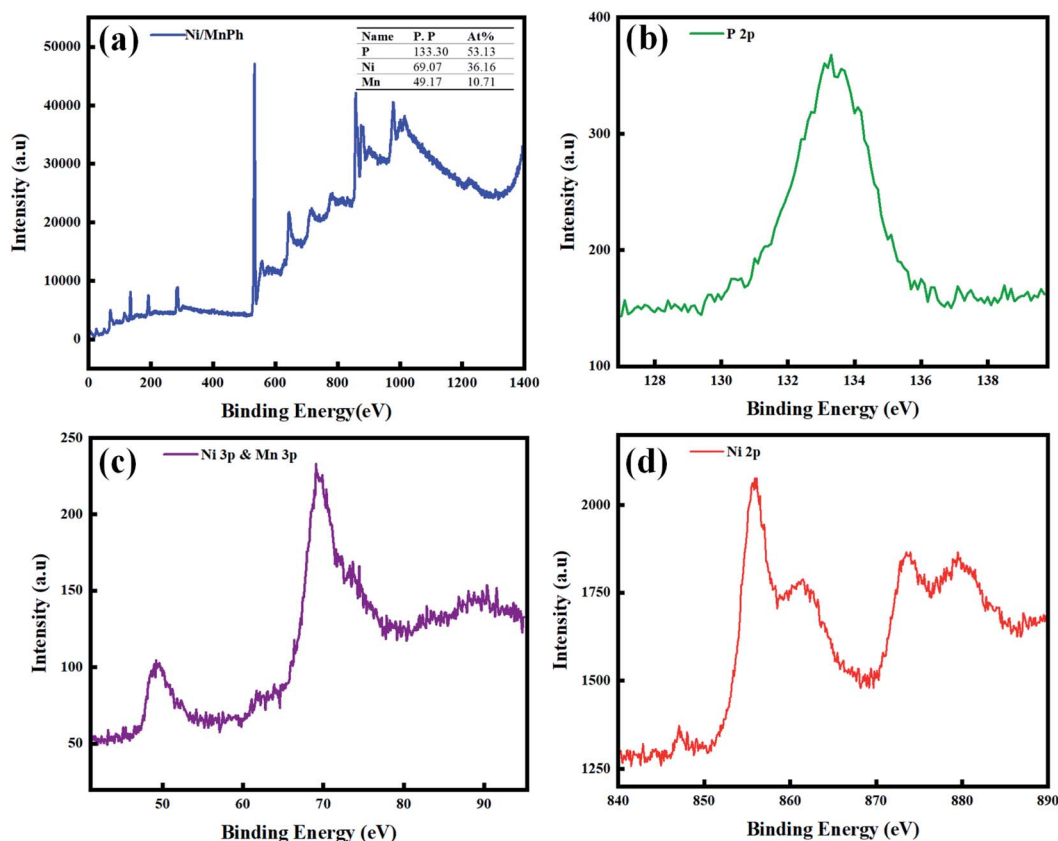 (a)
Ni/MnPh
Name P. P At%
P 133.30 53.13
Ni 69.07 36.16
Mn 49.17 10.71
50000
40000
30000
20000
10000
0
Intensity (a.u)
0 200 400 600 800 1000 1200 1400
Binding Energy(eV)
(b)
P 2p
400
300
200
100
Intensity (a.u)
128 130 132 134 136 138
Binding Energy (eV)
(c)
Ni 3p & Mn 3p
250
200
150
100
50
Intensity (a.u)
50 60 70 80 90
Binding Energy (eV)
(d)
Ni 2p
2000
1750
1500
1250
Intensity (a.u)
840 850 860 870 880 890
Binding Energy (eV)